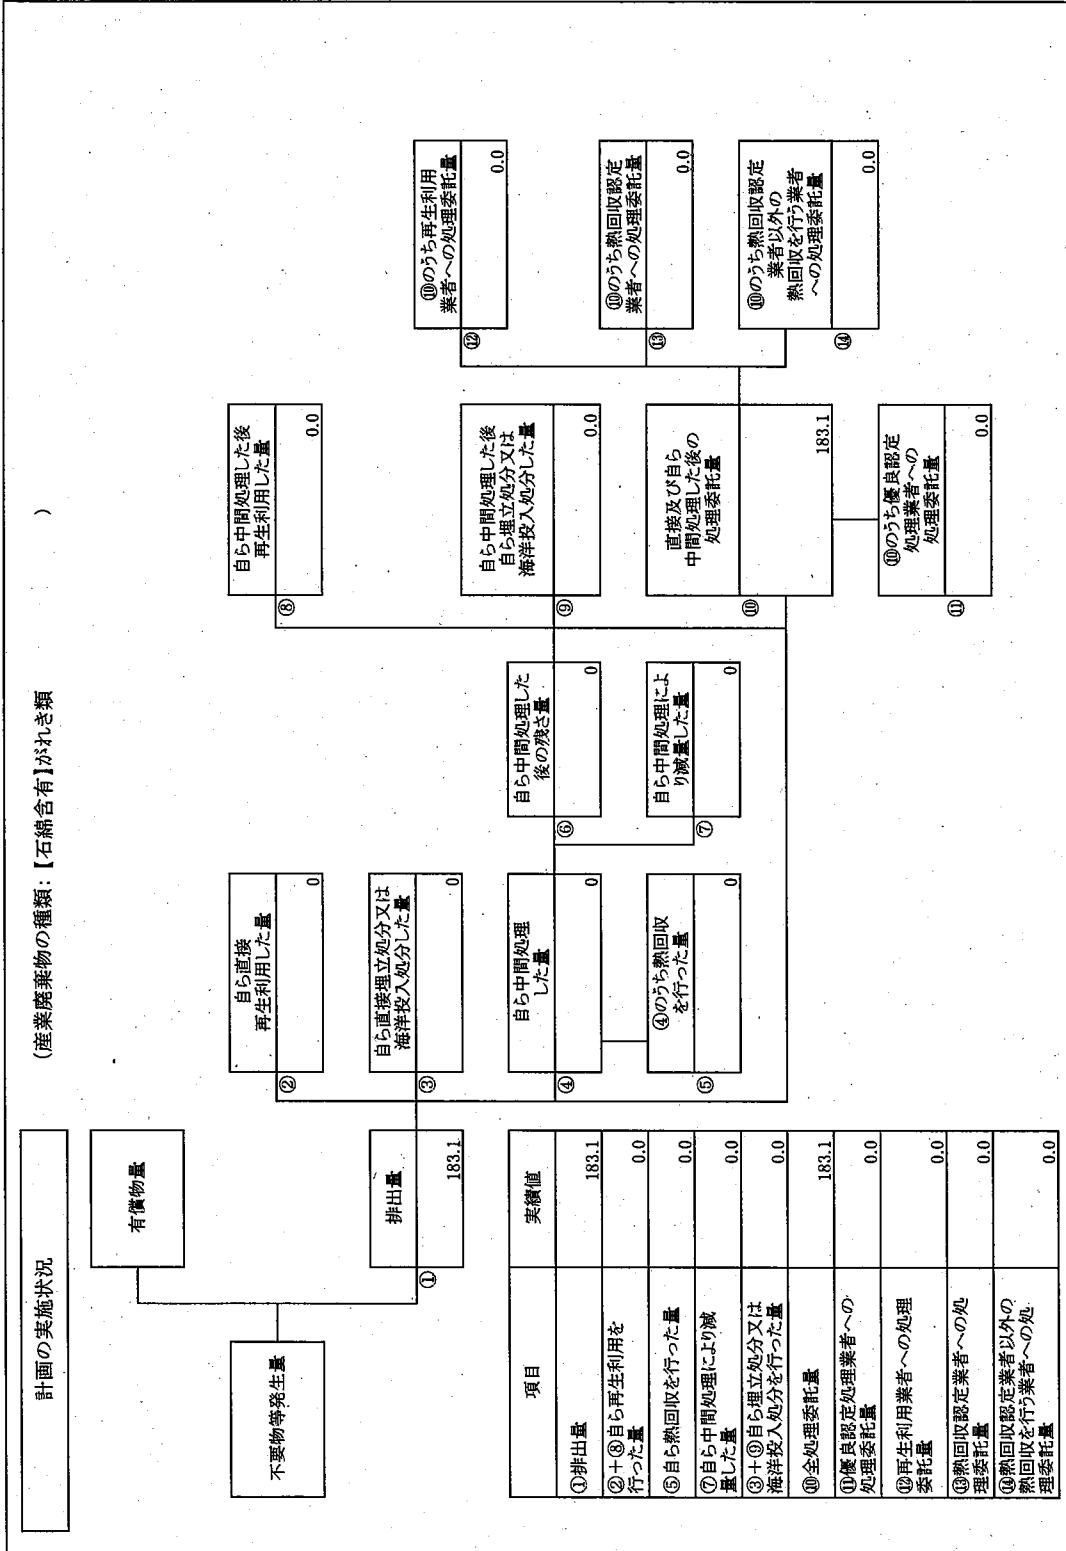 計画の実施状況
(産業廃棄物の種類:【石綿含有】がれき類
)
不要物等発生量
有償物量
①
排出量
183.1
②
自ら直接
再生利用した量
0
③
自ら直接埋立処分又は
海洋投入処分した量
0
④
自ら中間処理
した量
0
⑤
④のうち熱回収
を行った量
0
⑥
自ら中間処理した
後の残さ量
0
⑦
自ら中間処理によ
り減量した量
0
⑧
自ら中間処理した後
再生利用した量
0.0
⑨
自ら中間処理した後
自ら埋立処分又は
海洋投入処分した量
0.0
⑩
直接及び自ら
中間処理した後の
処理委託量
183.1
⑪
⑩のうち優良認定
処理業者への
処理委託量
0.0
⑫
⑩のうち再生利用
業者への処理委託量
0.0
⑬
⑩のうち熱回収認定
業者への処理委託量
0.0
⑭
⑩のうち熱回収認定
業者以外の
熱回収を行う業者
への処理委託量
0.0
項目
実績値
①排出量
183.1
②+⑧自ら再生利用を
行った量
0.0
⑤自ら熱回収を行った量
0.0
⑦自ら中間処理により減
量した量
0.0
③+⑨自ら埋立処分又は
海洋投入処分を行った量
0.0
⑩全処理委託量
183.1
⑪優良認定処理業者への
処理委託量
0.0
⑫再生利用業者への処理
委託量
0.0
⑬熱回収認定業者への処
理委託量
0.0
⑭熱回収認定業者以外の
熱回収を行う業者への処
理委託量
0.0